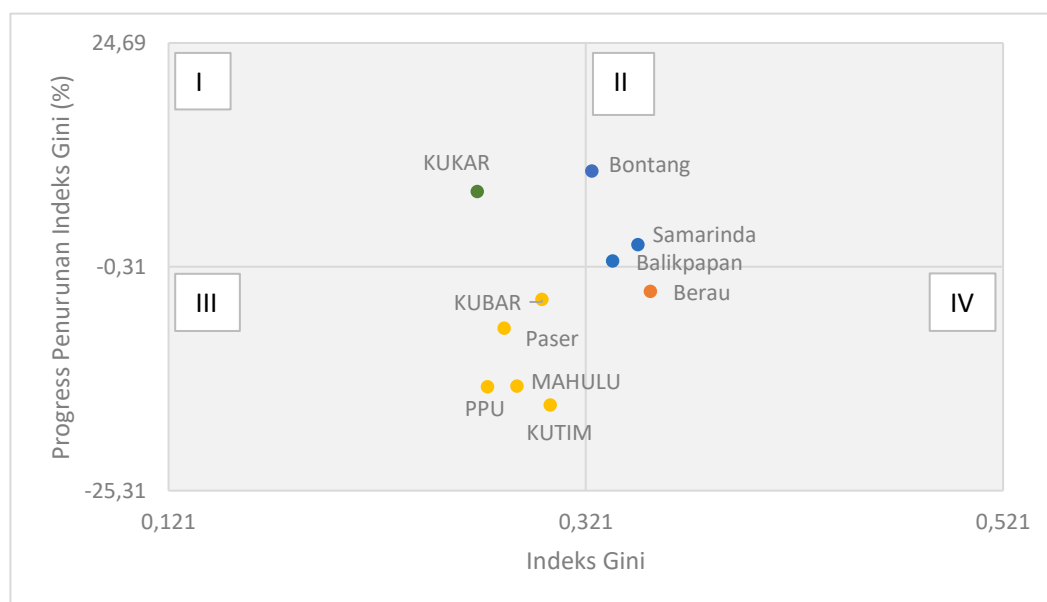 24,69
I
II
KUKAR
Bontang
Samarinda
Balikpapan
-0,31
III
IV
Berau
KUBAR
Paser
MAHULU
PPU
KUTIM
-25,31
0,121
0,321
0,521
Indeks Gini
Progress Penurunan Indeks Gini (%)